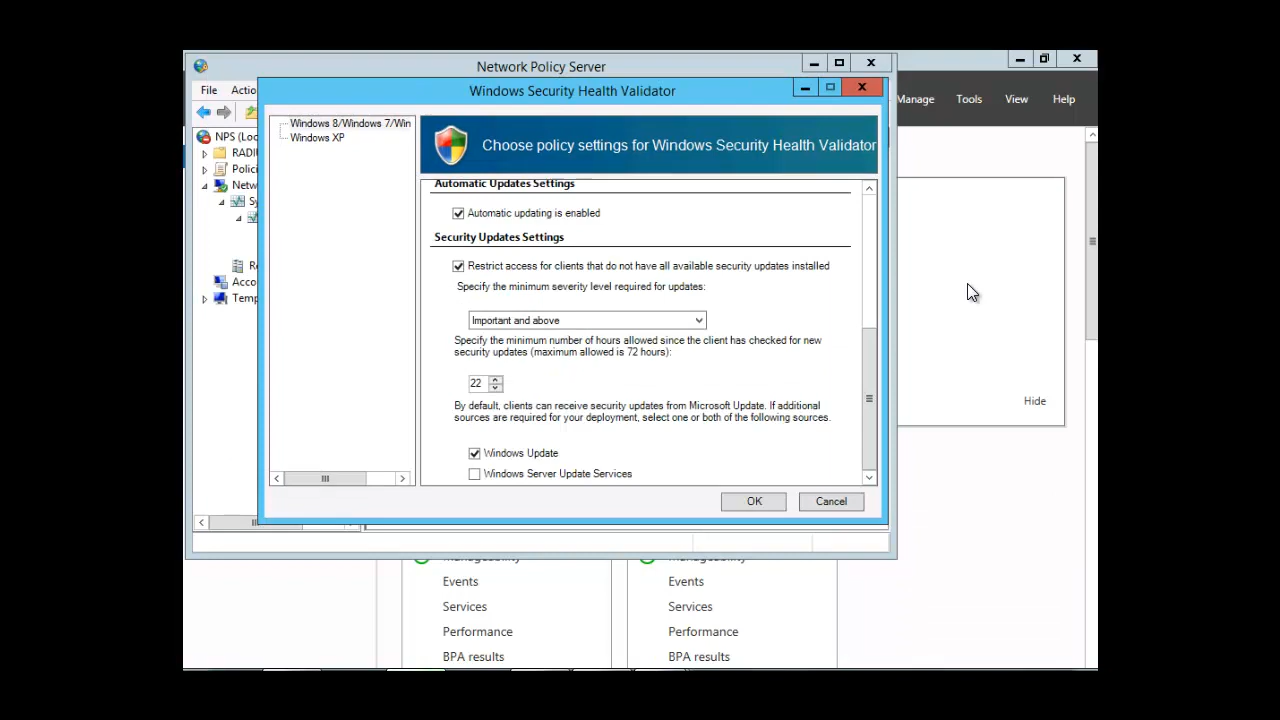 Network Policy Server
File
Actio
Manage
Tools
View
Help
Windows Security Health Validator
NPS (Loc
RADI
Polici
Netw
Sy
Re
Acco
Temp
Windows 8/Windows 7/Win
Windows XP
Choose policy settings for Windows Security Health Validator
Automatic Updates Settings
Automatic updating is enabled
Security Updates Settings
Restrict access for clients that do not have all available security updates installed
Specify the minimum severity level required for updates:
Important and above
Specify the minimum number of hours allowed since the client has checked for new
security updates (maximum allowed is 72 hours):
22
By default, clients can receive security updates from Microsoft Update. If additional
sources are required for your deployment, select one or both of the following sources.
Windows Update
Windows Server Update Services
OK
Cancel
Hide
Manageability
Events
Services
Performance
BPA results
Manageability
Events
Services
Performance
BPA results